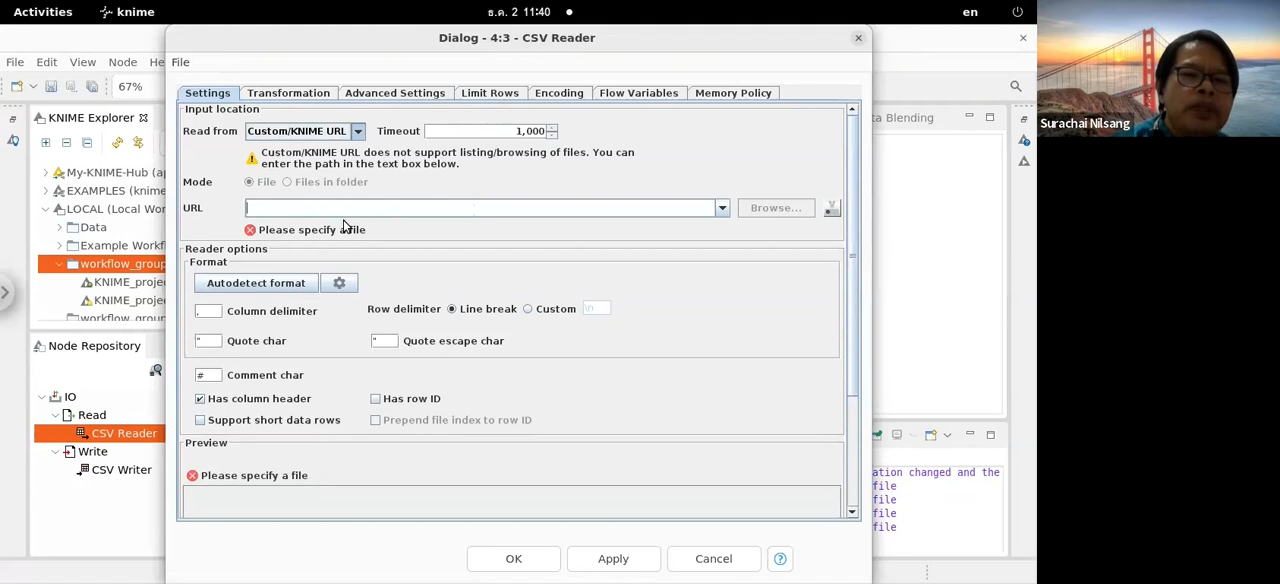 Activities knime ธ.ค. 2 11:40 en
Dialog - 4:3 - CSV Reader
File Edit View Node He
File
67%
Settings Transformation Advanced Settings Limit Rows Encoding Flow Variables Memory Policy
Input location
Read from Custom/KNIME URL Timeout 1,000
Custom/KNIME URL does not support listing/browsing of files. You can
enter the path in the text box below.
Mode File Files in folder
URL Browse...
Please specify a file
Reader options
Format
Autodetect format
, Column delimiter Row delimiter Line break Custom \n
" Quote char " Quote escape char
# Comment char
Has column header Has row ID
Support short data rows Prepend file index to row ID
Preview
Please specify a file
OK Apply Cancel ?
KNIME Explorer
My-KNIME-Hub (a
EXAMPLES (knime
LOCAL (Local Wo
Data
Example Workf
workflow_group
KNIME_proje
KNIME_proje
workflow_group
Node Repository
IO
Read
CSV Reader
Write
CSV Writer
ata Blending
ation changed and the
file
file
file
file
Surachai Nilsang